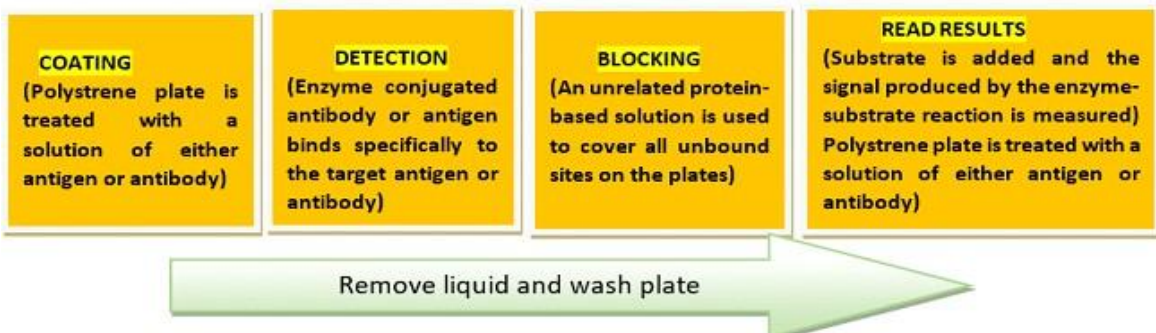 COATING
(Polystrene plate is
treated with a
solution of either
antigen or antibody)
DETECTION
(Enzyme conjugated
antibody or antigen
binds specifically to
the target antigen or
antibody)
BLOCKING
(An unrelated protein-
based solution is used
to cover all unbound
sites on the plates)
READ RESULTS
(Substrate is added and the
signal produced by the enzyme-
substrate reaction is measured)
Polystrene plate is treated with a
solution of either antigen or
antibody)
Remove liquid and wash plate